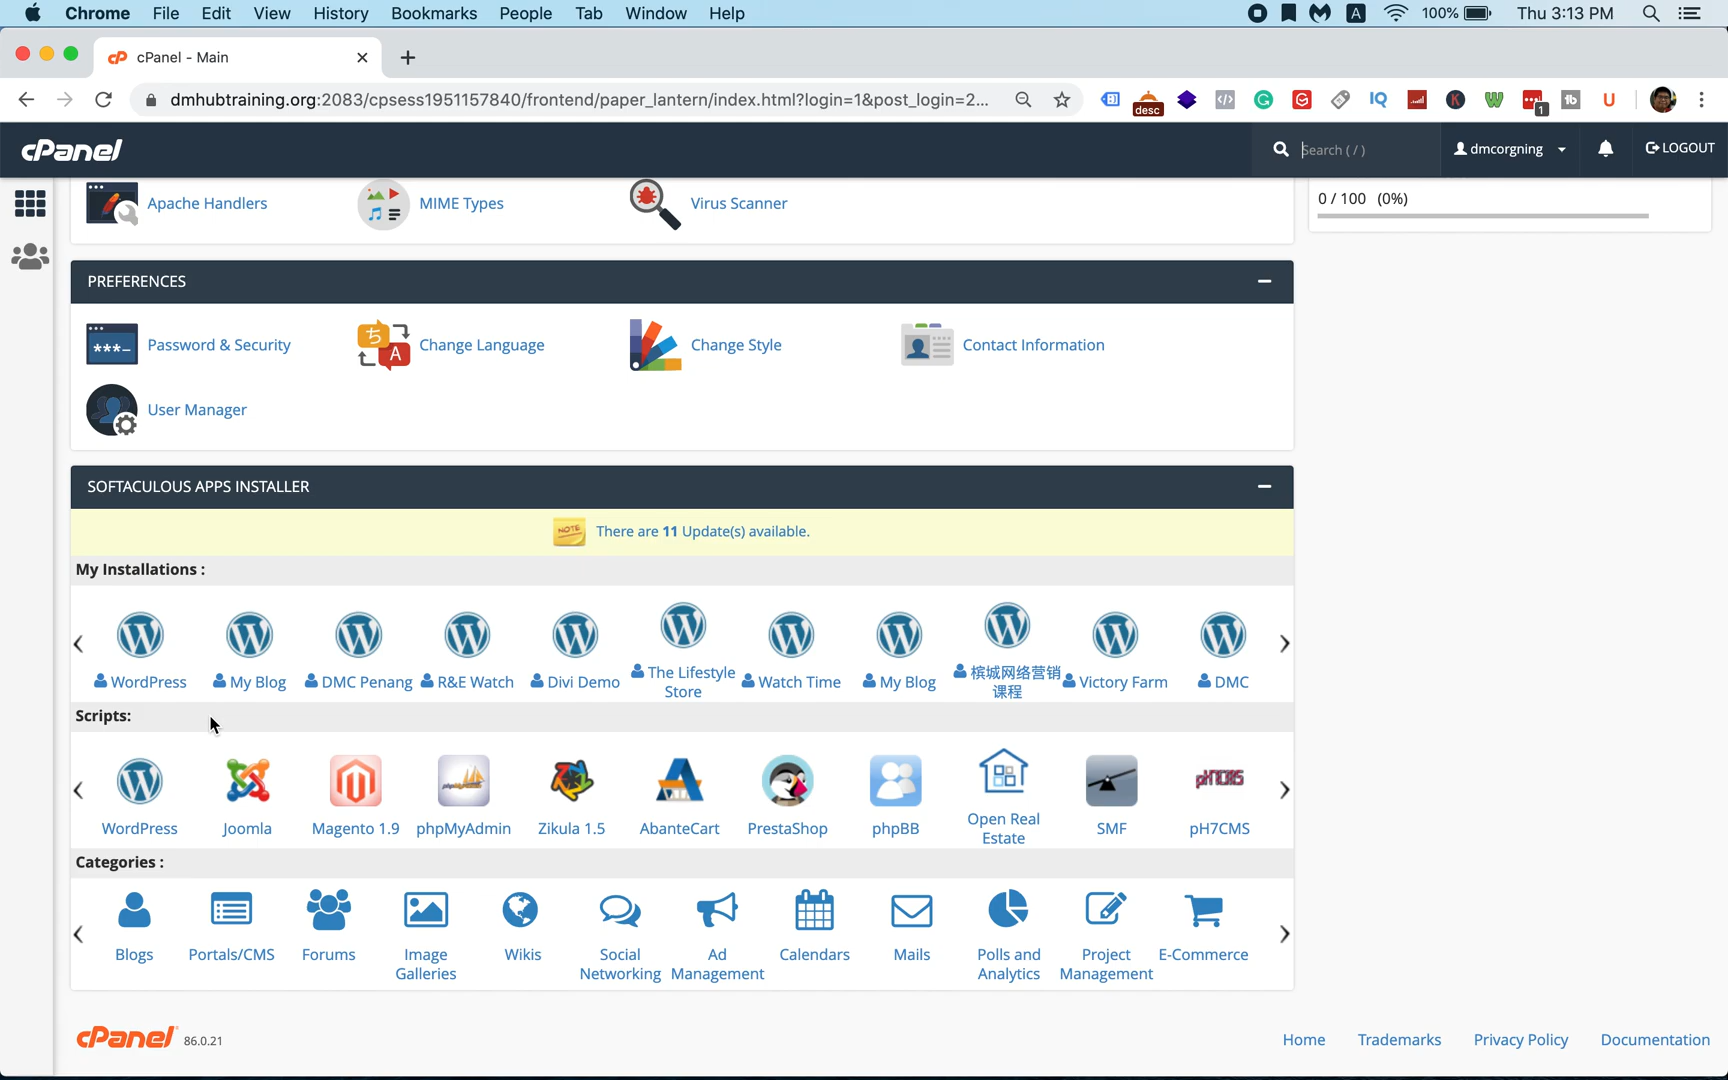 Chrome File Edit View History Bookmarks People Tab Window Help A 100% Thu 3:13 PM
cPanel - Main
dmhubtraining.org:2083/cpsess1951157840/frontend/paper_lantern/index.html?login=1&post_login=2... desc IQ 1 fb U
cPanel Search ( / ) dmcorgning LOGOUT
Apache Handlers MIME Types Virus Scanner 0 / 100 (0%)
PREFERENCES
Password & Security Change Language Change Style Contact Information
User Manager
SOFTACULOUS APPS INSTALLER
NOTE There are 11 Update(s) available.
My Installations :
WordPress My Blog DMC Penang R&E Watch Divi Demo The Lifestyle Store Watch Time My Blog 槟城网络营销课程 Victory Farm DMC
Scripts:
WordPress Joomla Magento 1.9 phpMyAdmin Zikula 1.5 AbanteCart PrestaShop phpBB Open Real Estate SMF pH7CMS
Categories :
Blogs Portals/CMS Forums Image Galleries Wikis Social Networking Ad Management Calendars Mails Polls and Analytics Project Management E-Commerce
cPanel 86.0.21 Home Trademarks Privacy Policy Documentation